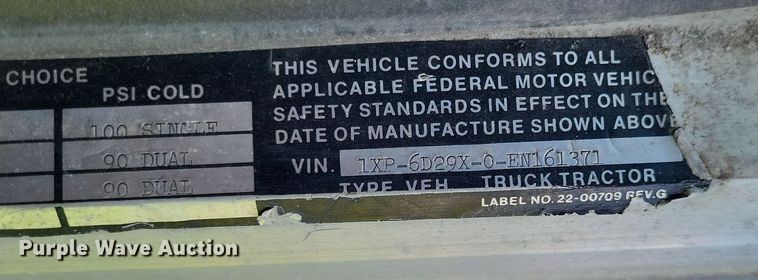 CHOICE
PSI COLD
100 SINGLE
90 DUAL
90 DUAL
THIS VEHICLE CONFORMS TO ALL
APPLICABLE FEDERAL MOTOR VEHIC
SAFETY STANDARDS IN EFFECT ON THE
DATE OF MANUFACTURE SHOWN ABOVE
VIN. 1XP-6D29X-0-EN161371
TYPE VEH. TRUCK TRACTOR
LABEL NO. 22-00709 REV.G
Purple Wave Auction